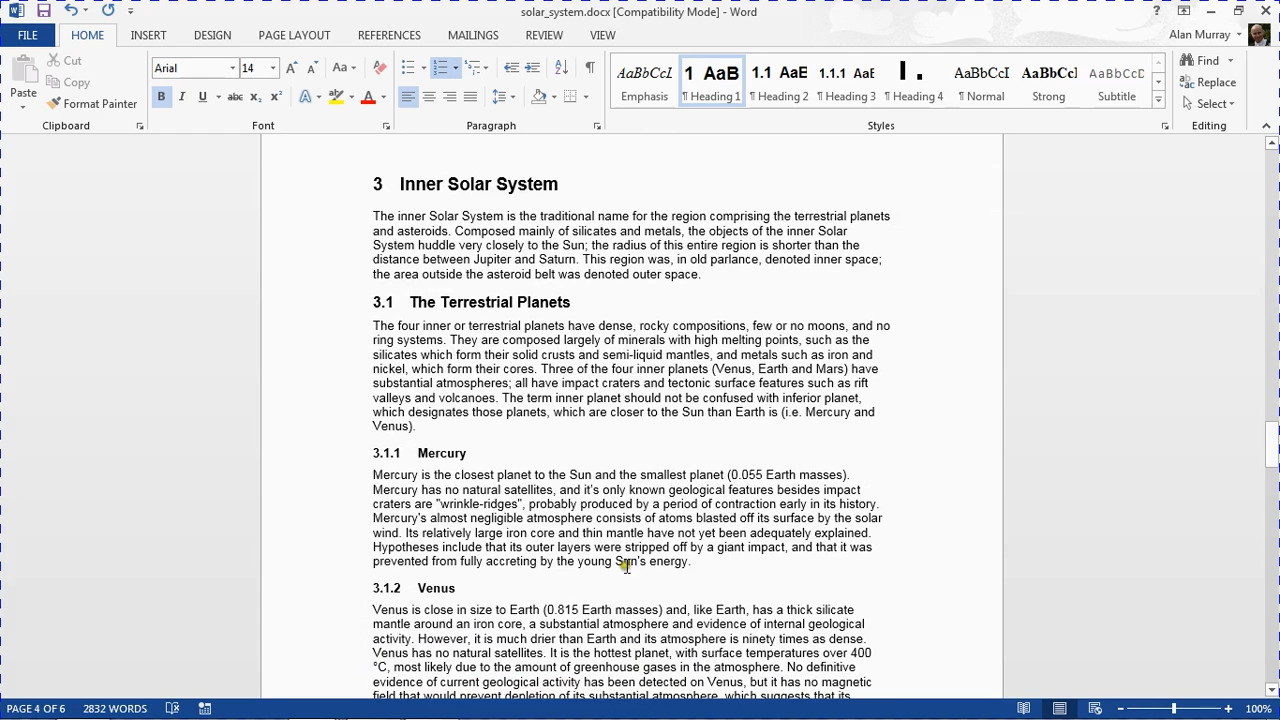 solar_system.docx [Compatibility Mode] - Word
FILE HOME INSERT DESIGN PAGE LAYOUT REFERENCES MAILINGS REVIEW VIEW Alan Murray
Cut
Copy
Format Painter
Paste
Clipboard
Arial 14
Font
Paragraph
AaBbCcI 1 AaB 1.1 AaB 1.1.1 AaB I. AaBbCcI AaBbCcI AaBbCcI
Emphasis ¶ Heading 1 ¶ Heading 2 ¶ Heading 3 ¶ Heading 4 ¶ Normal Strong Subtitle
Styles
Find
Replace
Select
Editing
3 Inner Solar System
The inner Solar System is the traditional name for the region comprising the terrestrial planets
and asteroids. Composed mainly of silicates and metals, the objects of the inner Solar
System huddle very closely to the Sun; the radius of this entire region is shorter than the
distance between Jupiter and Saturn. This region was, in old parlance, denoted inner space;
the area outside the asteroid belt was denoted outer space.
3.1 The Terrestrial Planets
The four inner or terrestrial planets have dense, rocky compositions, few or no moons, and no
ring systems. They are composed largely of minerals with high melting points, such as the
silicates which form their solid crusts and semi-liquid mantles, and metals such as iron and
nickel, which form their cores. Three of the four inner planets (Venus, Earth and Mars) have
substantial atmospheres; all have impact craters and tectonic surface features such as rift
valleys and volcanoes. The term inner planet should not be confused with inferior planet,
which designates those planets, which are closer to the Sun than Earth is (i.e. Mercury and
Venus).
3.1.1 Mercury
Mercury is the closest planet to the Sun and the smallest planet (0.055 Earth masses).
Mercury has no natural satellites, and it's only known geological features besides impact
craters are "wrinkle-ridges", probably produced by a period of contraction early in its history.
Mercury's almost negligible atmosphere consists of atoms blasted off its surface by the solar
wind. Its relatively large iron core and thin mantle have not yet been adequately explained.
Hypotheses include that its outer layers were stripped off by a giant impact, and that it was
prevented from fully accreting by the young Sun's energy.
3.1.2 Venus
Venus is close in size to Earth (0.815 Earth masses) and, like Earth, has a thick silicate
mantle around an iron core, a substantial atmosphere and evidence of internal geological
activity. However, it is much drier than Earth and its atmosphere is ninety times as dense.
Venus has no natural satellites. It is the hottest planet, with surface temperatures over 400
°C, most likely due to the amount of greenhouse gases in the atmosphere. No definitive
evidence of current geological activity has been detected on Venus, but it has no magnetic
field that would prevent depletion of its substantial atmosphere, which suggests that its
PAGE 4 OF 6 2832 WORDS 100%